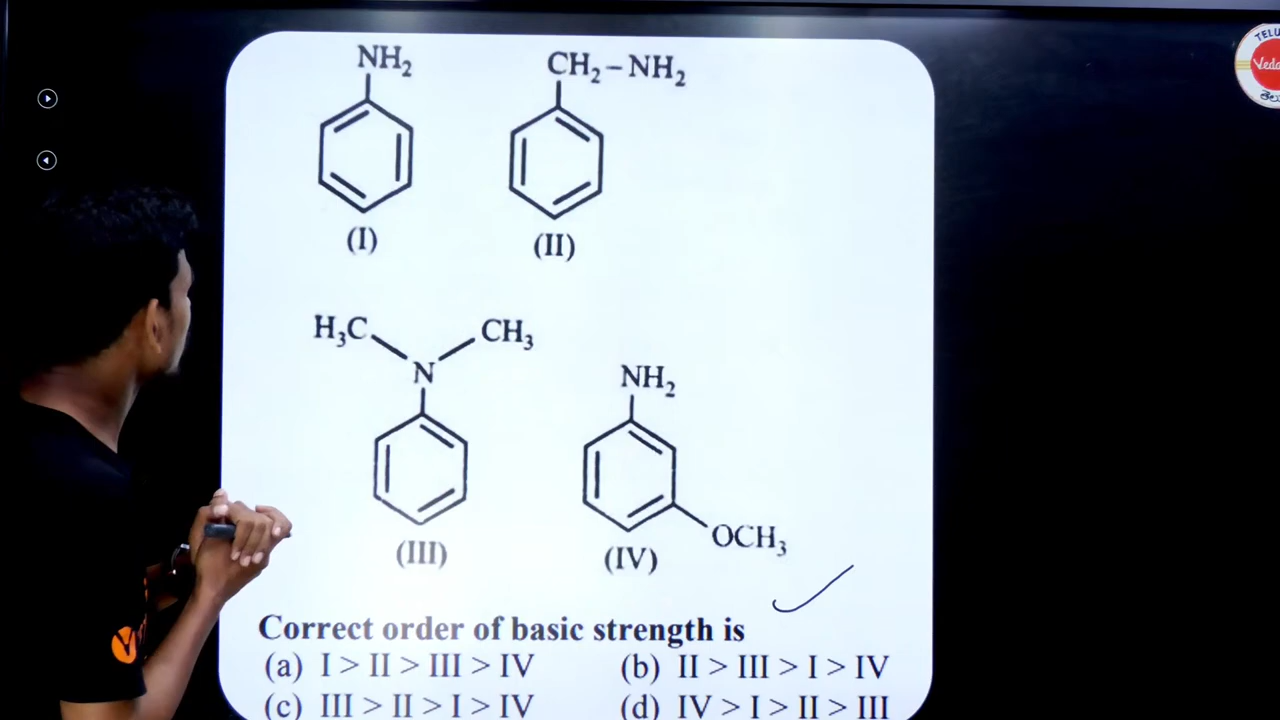 NH₂
CH₂–NH₂
(I)
(II)
H₃C
CH₃
N
NH₂
OCH₃
(III)
(IV)
Correct order of basic strength is
(a) I > II > III > IV
(b) II > III > I > IV
(c) III > II > I > IV
(d) IV > I > II > III